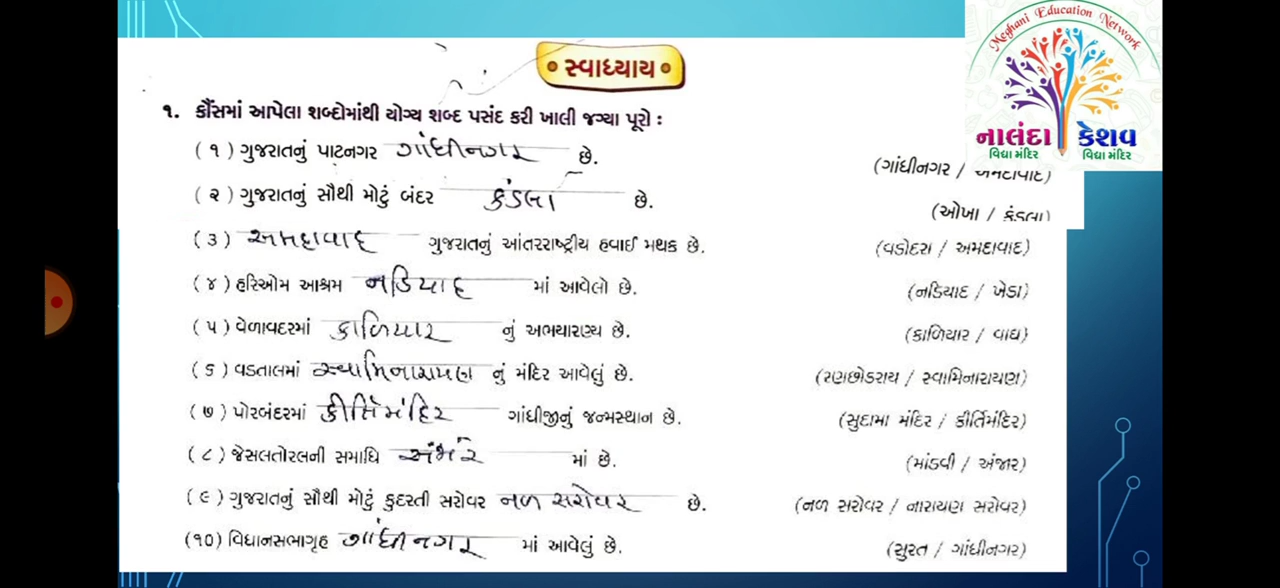 Meghani Education Network
નાલંદા કેશવ
વિદ્યા મંદિર વિદ્યા મંદિર
સ્વાધ્યાય
૧. કૌંસમાં આપેલા શબ્દોમાંથી યોગ્ય શબ્દ પસંદ કરી ખાલી જગ્યા પૂરો :
(૧) ગુજરાતનું પાટનગર ગાંધીનગર છે. (ગાંધીનગર / અમદાવાદ)
(૨) ગુજરાતનું સૌથી મોટું બંદર કંડલા છે. (ઓખા / કંડલા)
(૩) અમદાવાદ ગુજરાતનું આંતરરાષ્ટ્રીય હવાઈ મથક છે. (વડોદરા / અમદાવાદ)
(૪) હરિઓમ આશ્રમ નડિયાદ માં આવેલો છે. (નડિયાદ / ખેડા)
(૫) વેળાવદરમાં કાળિયાર નું અભયારણ્ય છે. (કાળિયાર / વાઘ)
(૬) વડતાલમાં સ્વામિનારાયણ નું મંદિર આવેલું છે. (રણછોડરાય / સ્વામિનારાયણ)
(૭) પોરબંદરમાં કીર્તિમંદિર ગાંધીજીનું જન્મસ્થાન છે. (સુદામા મંદિર / કીર્તિમંદિર)
(૮) જેસલતોરલની સમાધિ માં છે. (માંડવી / અંજાર)
(૯) ગુજરાતનું સૌથી મોટું કુદરતી સરોવર નળ સરોવર છે. (નળ સરોવર / નારાયણ સરોવર)
(૧૦) વિધાનસભાગૃહ ગાંધીનગર માં આવેલું છે. (સુરત / ગાંધીનગર)